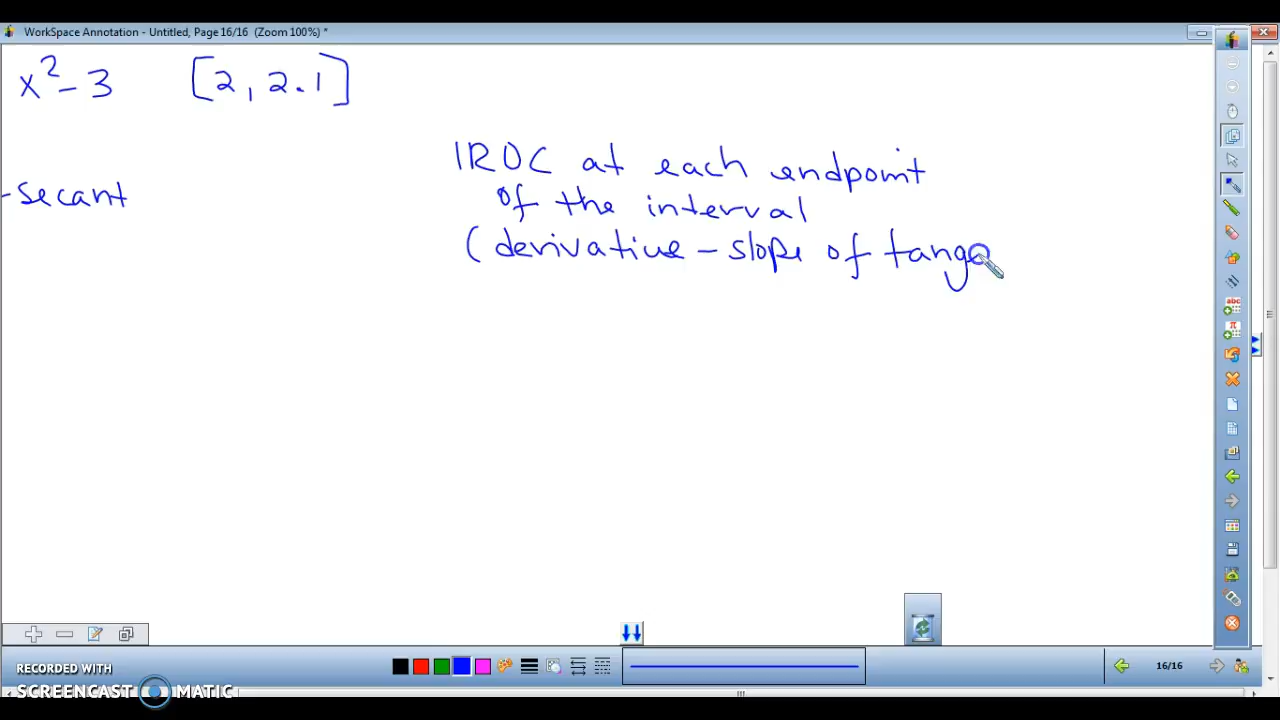 WorkSpace Annotation - Untitled, Page 16/16 (Zoom 100%) *
x² - 3 [2, 2.1]
IROC at each endpoint
- secant
of the interval
(derivative - slope of tange
abc
π
16/16
RECORDED WITH
SCREENCAST MATIC